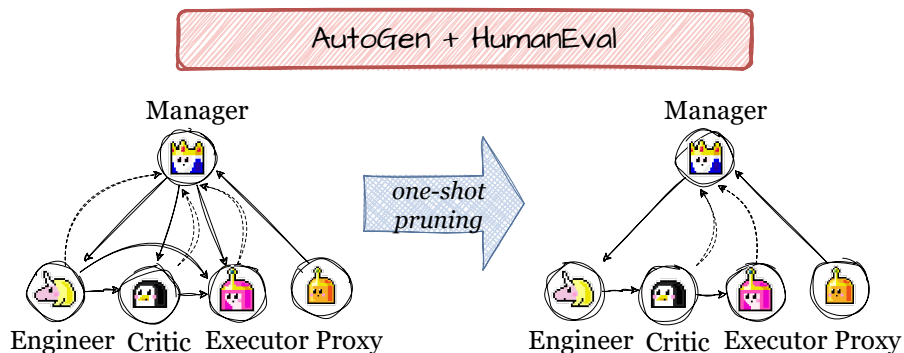 AutoGen + HumanEval
Manager
Manager
one-shot
pruning
Engineer Critic Executor Proxy
Engineer Critic Executor Proxy